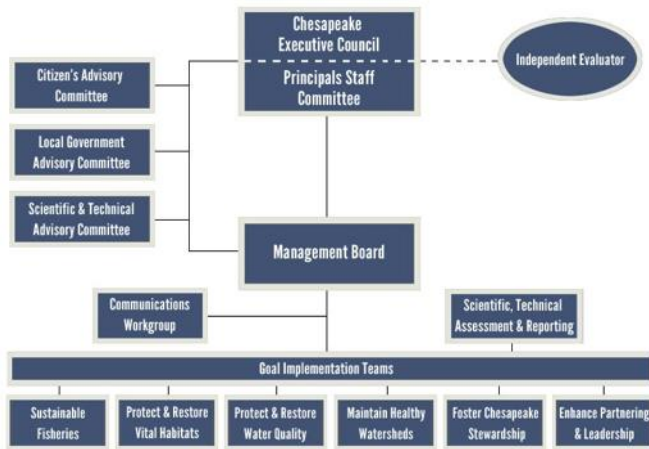 Chesapeake
Executive Council
Principals Staff
Committee
Independent Evaluator
Citizen's Advisory
Committee
Local Government
Advisory Committee
Scientific & Technical
Advisory Committee
Management Board
Communications
Workgroup
Scientific, Technical
Assessment & Reporting
Goal Implementation Teams
Sustainable
Fisheries
Protect & Restore
Vital Habitats
Protect & Restore
Water Quality
Maintain Healthy
Watersheds
Foster Chesapeake
Stewardship
Enhance Partnering
& Leadership